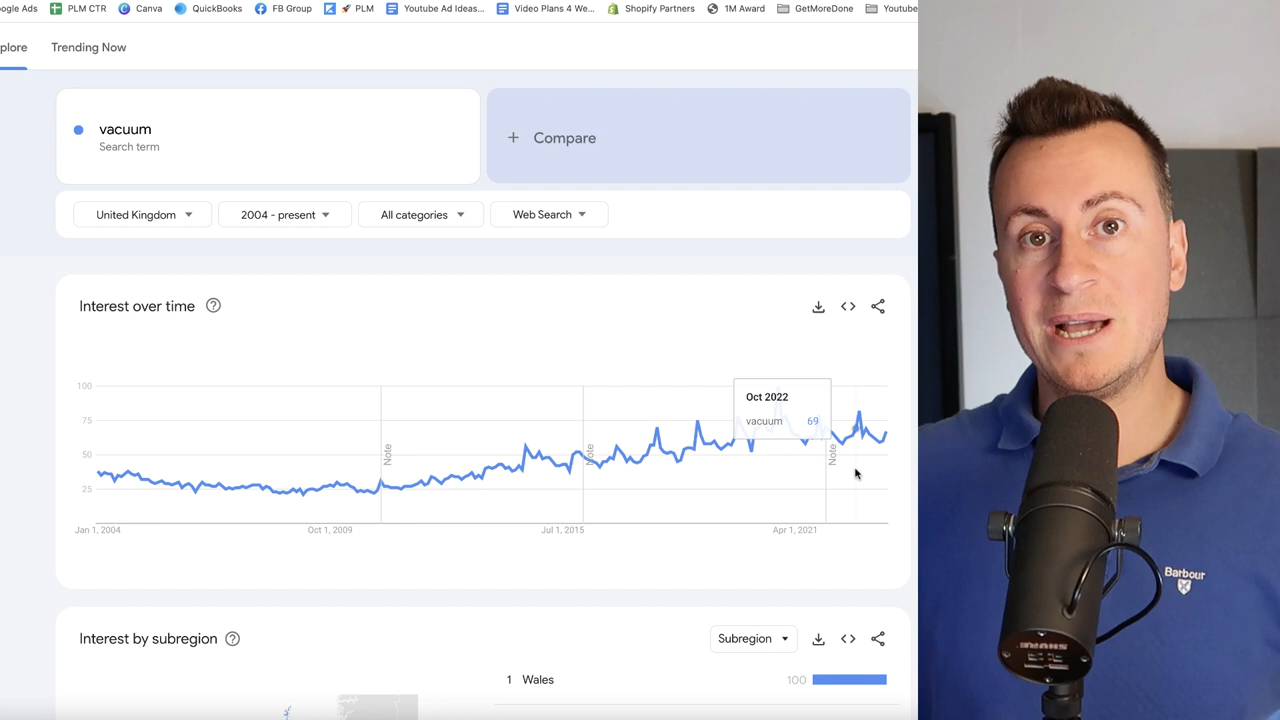 ogle Ads PLM CTR Canva QuickBooks FB Group 🚀 PLM Youtube Ad Ideas... Video Plans 4 We... Shopify Partners 1M Award GetMoreDone Youtube
plore Trending Now
vacuum
Search term
+ Compare
United Kingdom 2004 - present All categories Web Search
Interest over time
100
75
50
25
Note
Note
Note
Oct 2022
vacuum 69
Jan 1, 2004 Oct 1, 2009 Jul 1, 2015 Apr 1, 2021
Interest by subregion Subregion
1 Wales 100
Barbour
SHURE